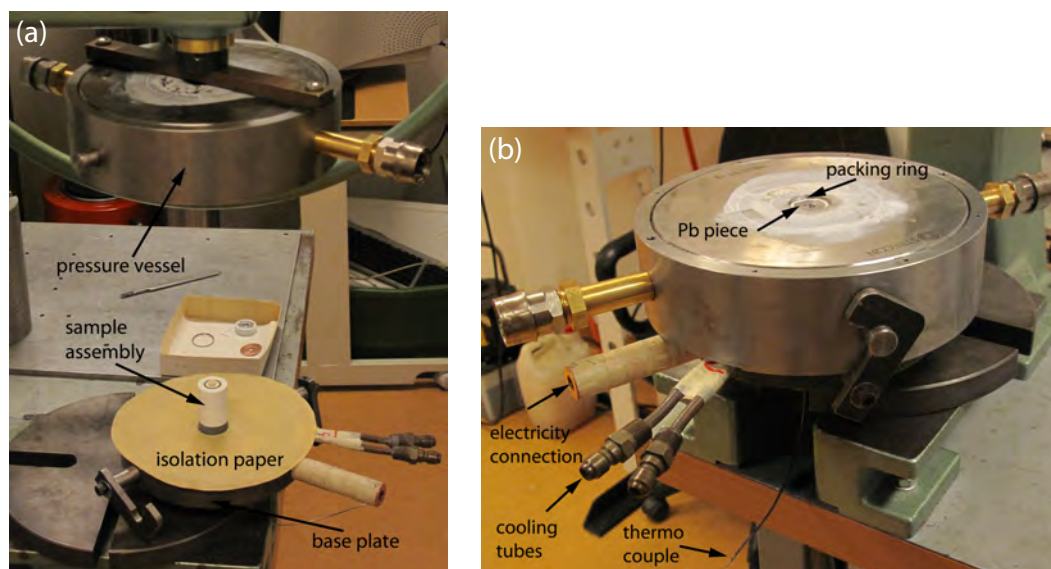 (a)
pressure vessel
sample
assembly
isolation paper
base plate
(b)
packing ring
Pb piece
electricity
connection
cooling
tubes
thermo
couple